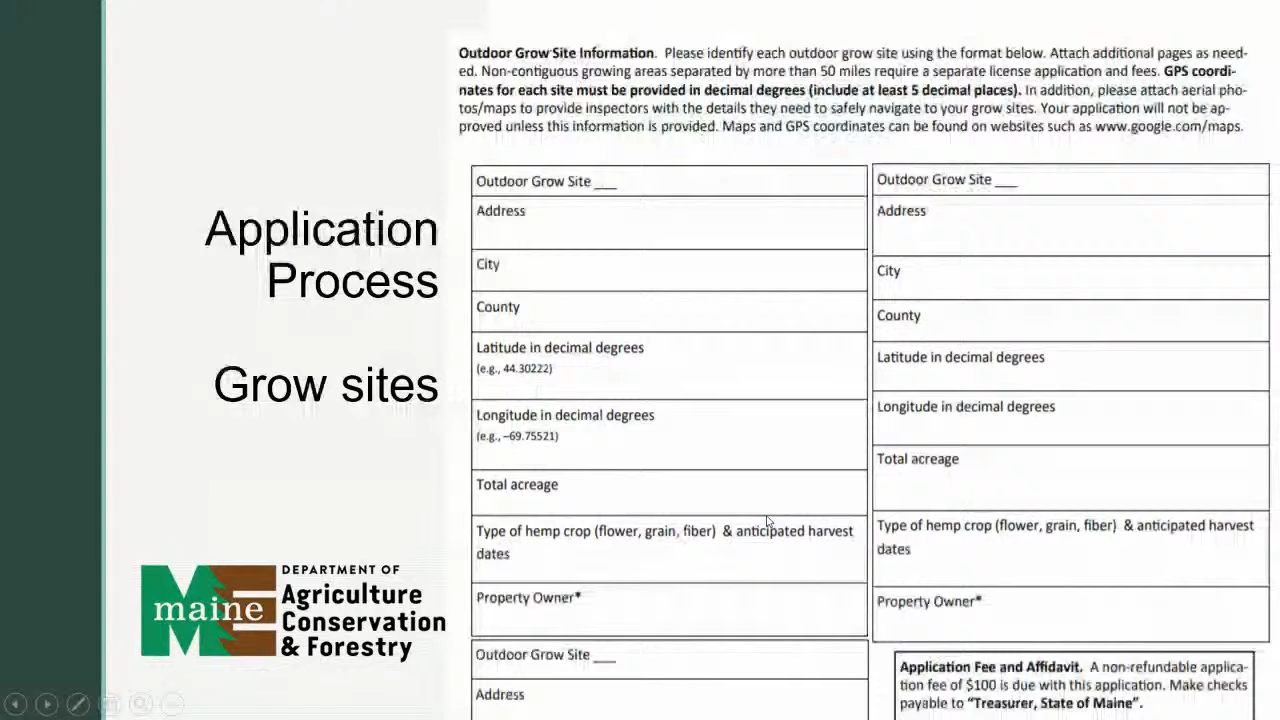 Application
Process
Grow sites
maine
DEPARTMENT OF
Agriculture
Conservation
& Forestry
Outdoor Grow Site Information. Please identify each outdoor grow site using the format below. Attach additional pages as need-
ed. Non-contiguous growing areas separated by more than 50 miles require a separate license application and fees. GPS coordi-
nates for each site must be provided in decimal degrees (include at least 5 decimal places). In addition, please attach aerial pho-
tos/maps to provide inspectors with the details they need to safely navigate to your grow sites. Your application will not be ap-
proved unless this information is provided. Maps and GPS coordinates can be found on websites such as www.google.com/maps.
Outdoor Grow Site ___
Address
City
County
Latitude in decimal degrees
(e.g., 44.30222)
Longitude in decimal degrees
(e.g., –69.75521)
Total acreage
Type of hemp crop (flower, grain, fiber) & anticipated harvest
dates
Property Owner*
Outdoor Grow Site ___
Address
Outdoor Grow Site ___
Address
City
County
Latitude in decimal degrees
Longitude in decimal degrees
Total acreage
Type of hemp crop (flower, grain, fiber) & anticipated harvest
dates
Property Owner*
Application Fee and Affidavit. A non-refundable applica-
tion fee of $100 is due with this application. Make checks
payable to “Treasurer, State of Maine”.